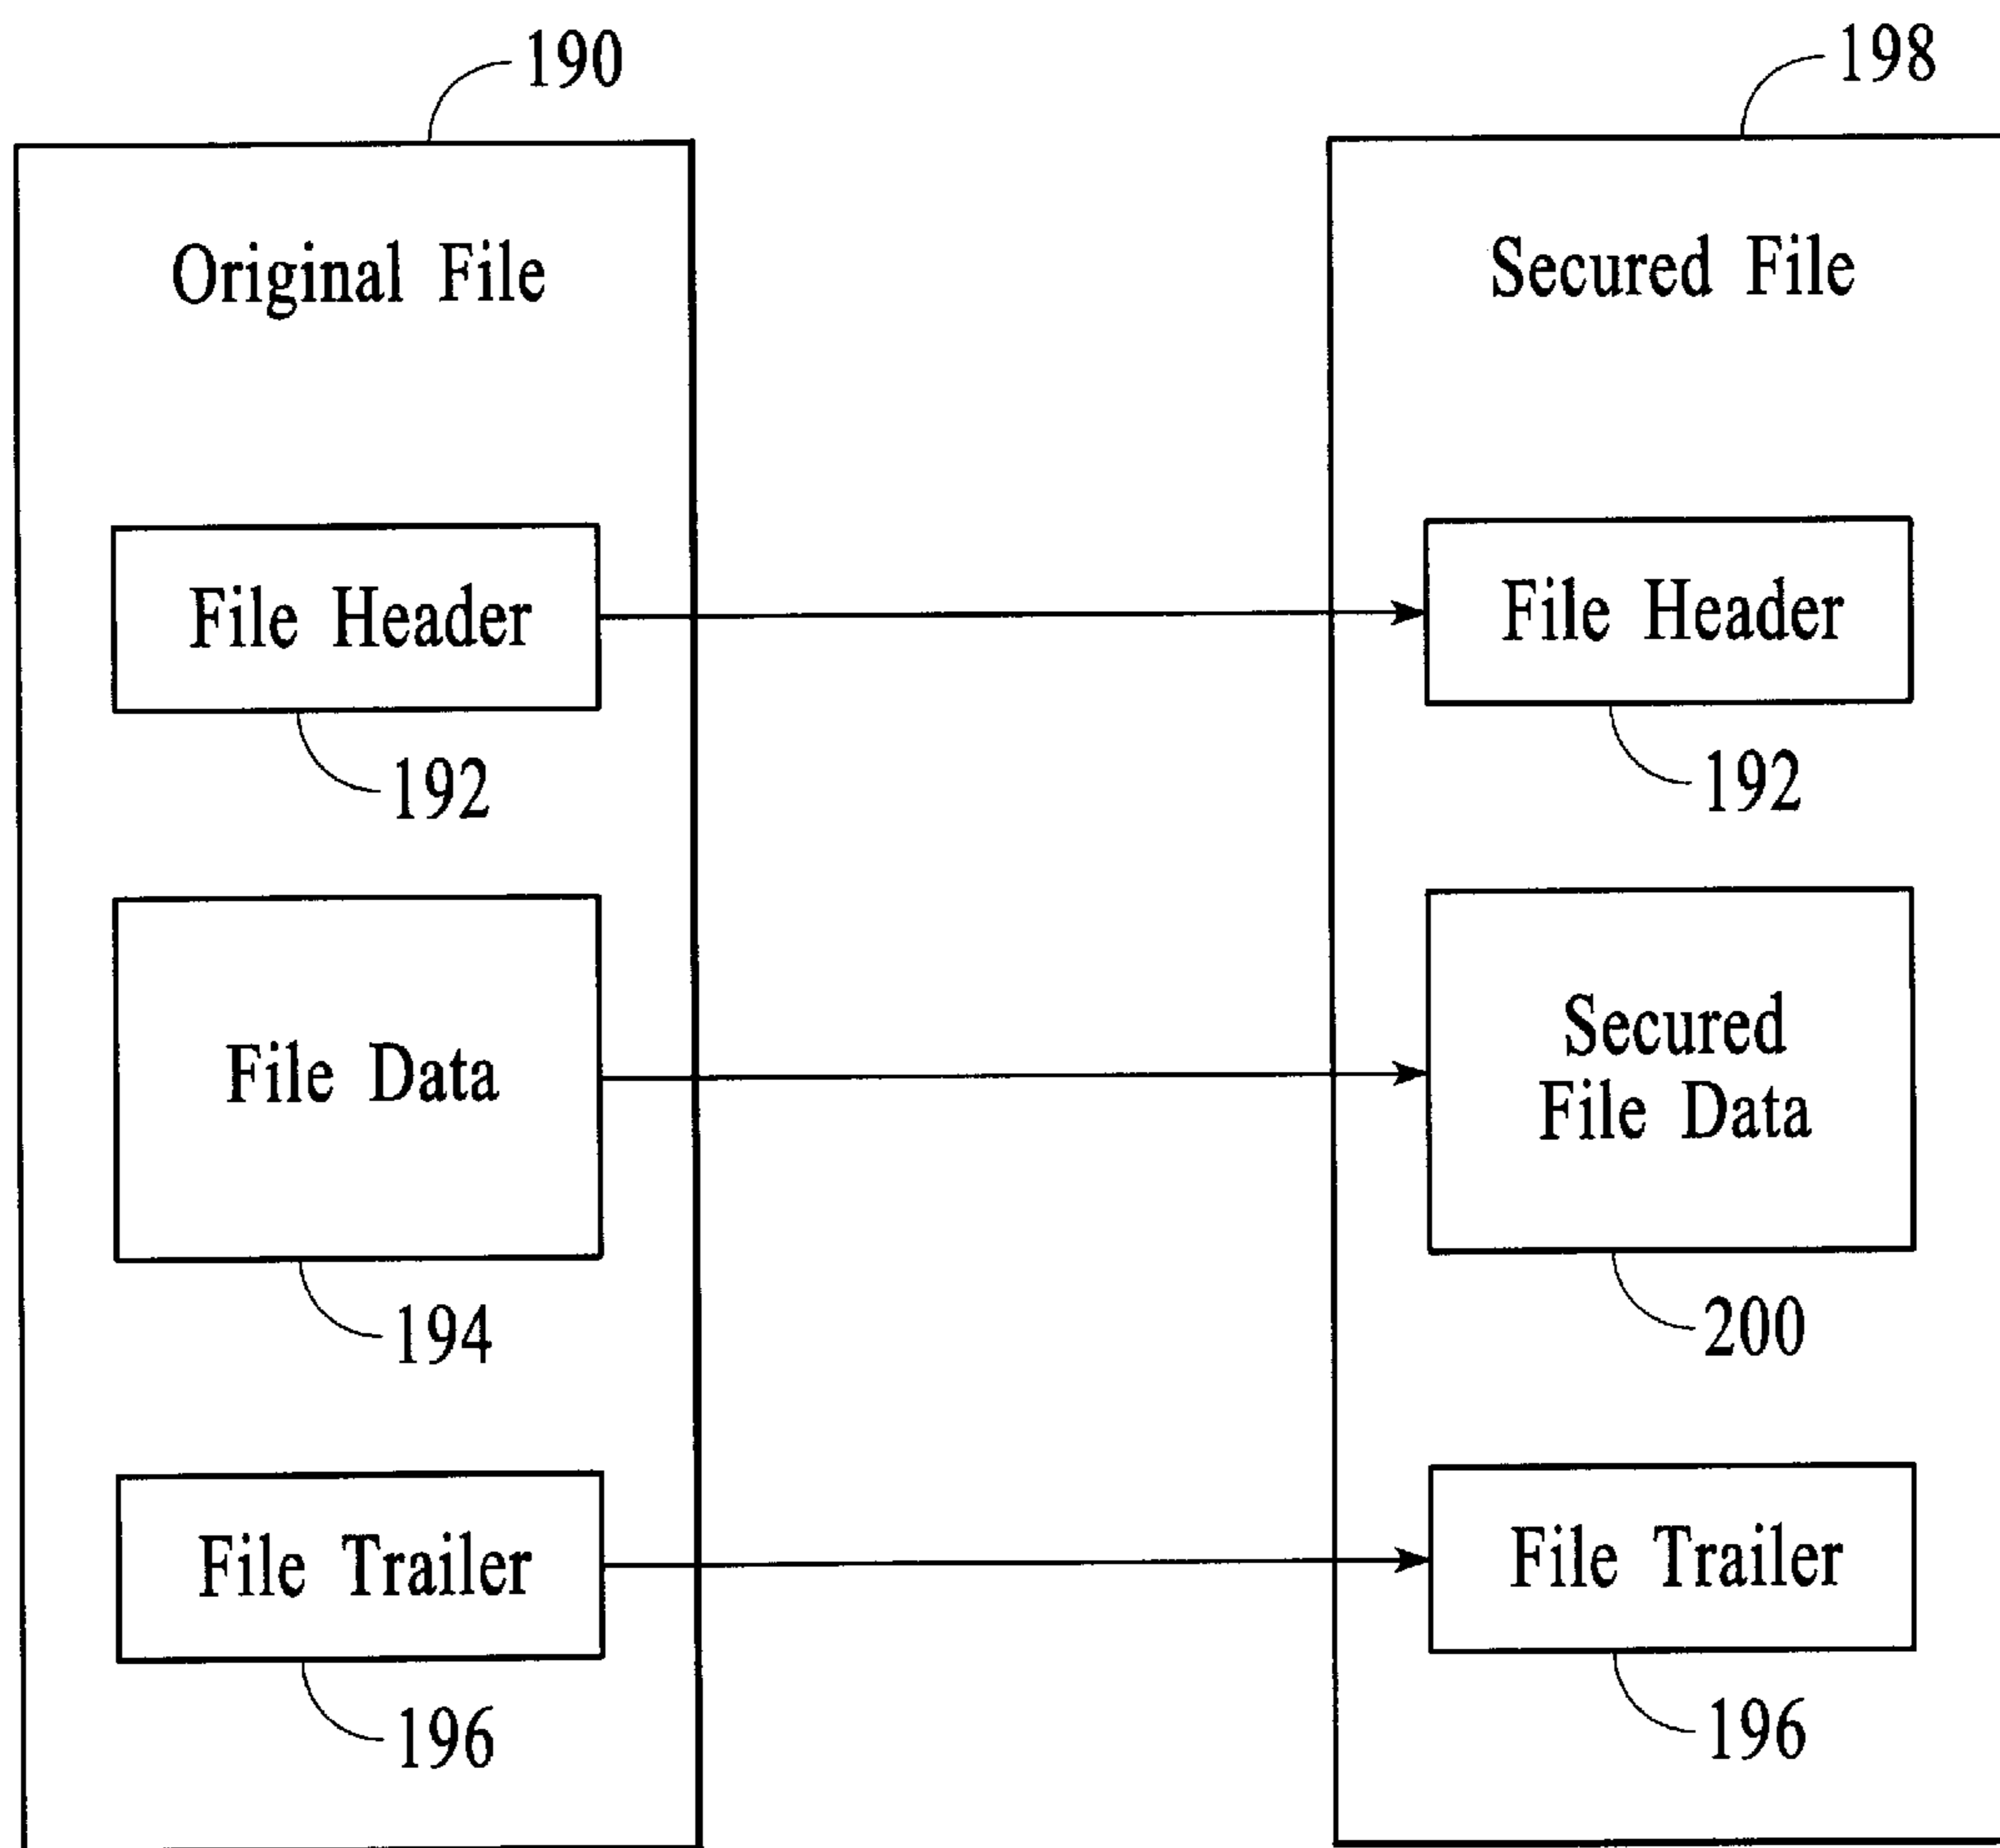 190
198
Original File
Secured File
File Header
File Header
192
192
File Data
Secured
File Data
194
200
File Trailer
File Trailer
196
196